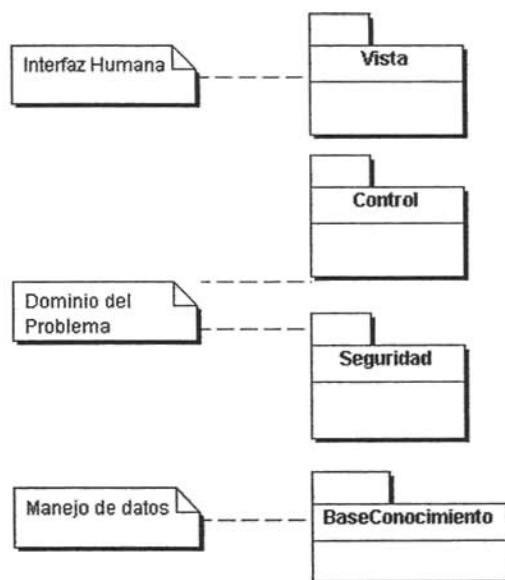 Interfaz Humana
Vista
Control
Dominio del
Problema
Seguridad
Manejo de datos
BaseConocimiento